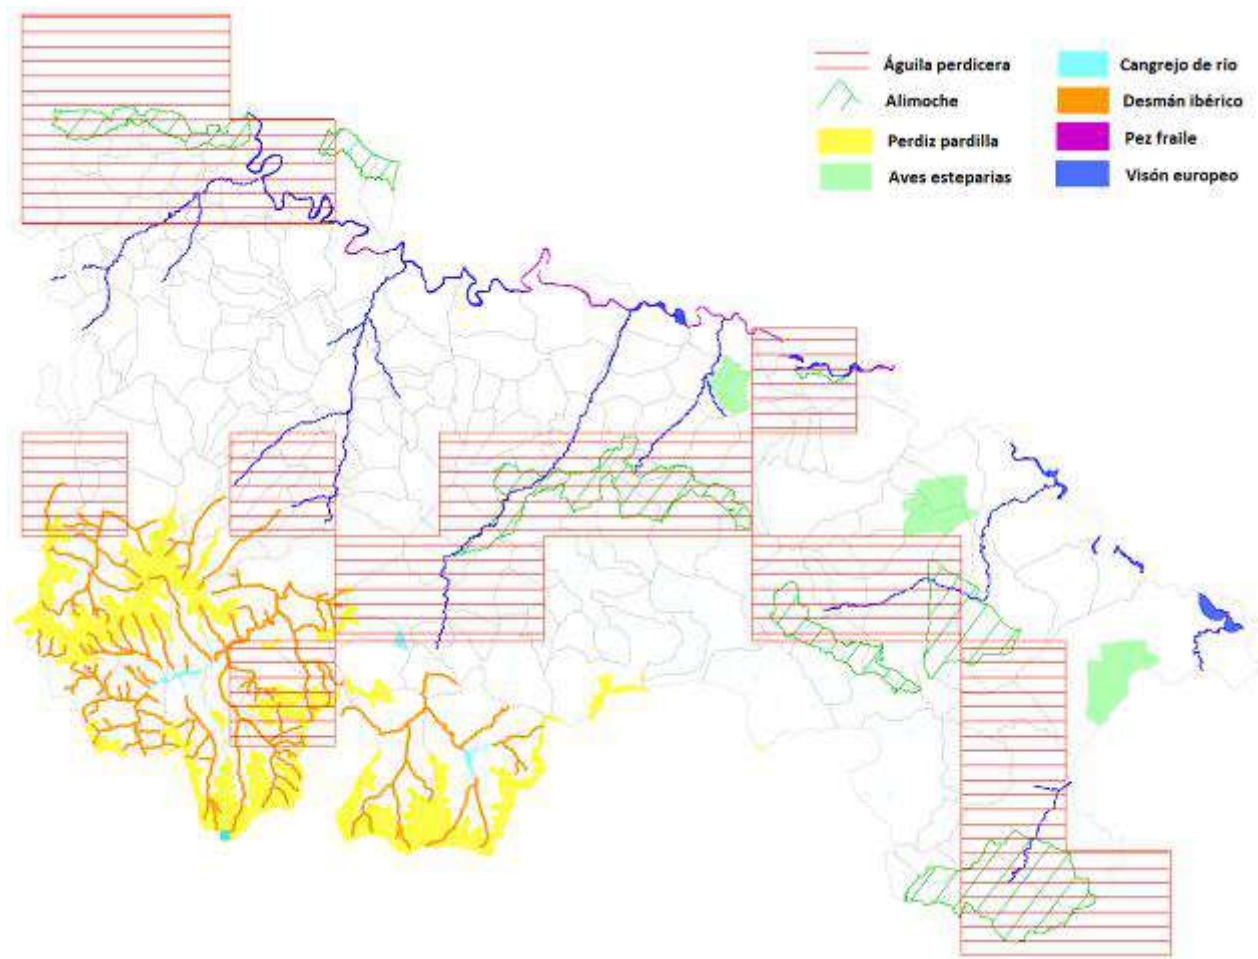 Águila perdicera
Alimoche
Perdiz pardilla
Aves esteparias
Cangrejo de río
Desmán ibérico
Pez fraile
Visón europeo